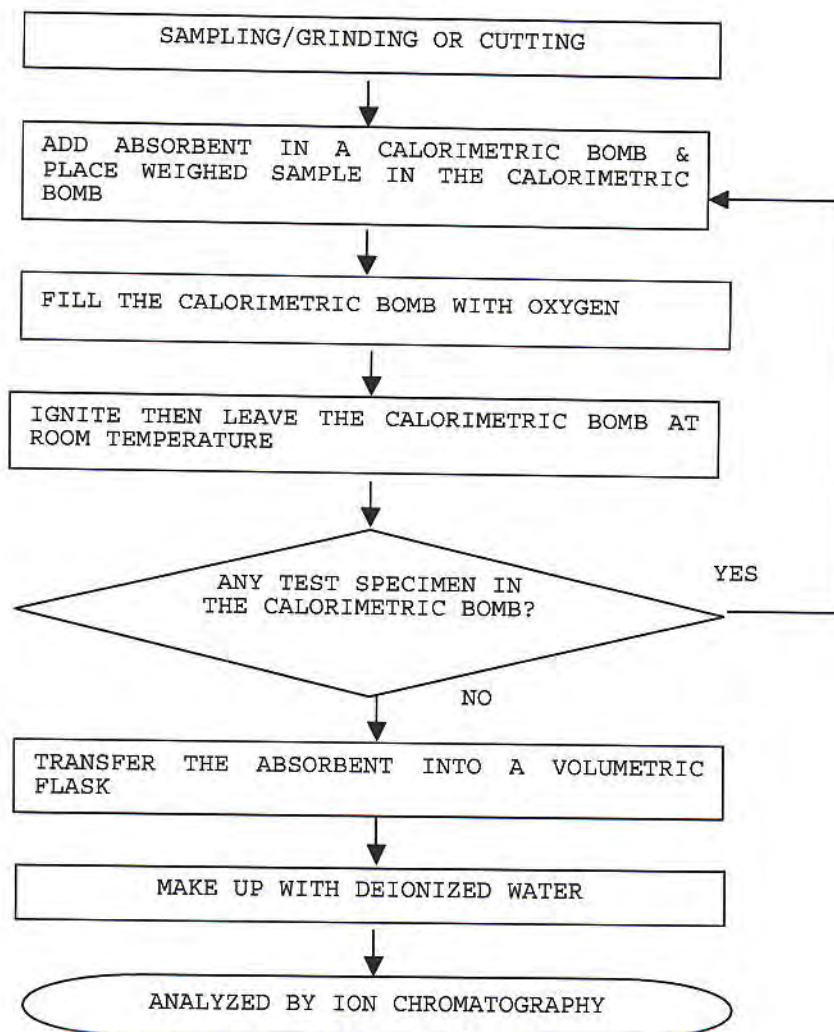 SAMPLING/GRINDING OR CUTTING
ADD ABSORBENT IN A CALORIMETRIC BOMB &
PLACE WEIGHED SAMPLE IN THE CALORIMETRIC
BOMB
FILL THE CALORIMETRIC BOMB WITH OXYGEN
IGNITE THEN LEAVE THE CALORIMETRIC BOMB AT
ROOM TEMPERATURE
ANY TEST SPECIMEN IN
THE CALORIMETRIC BOMB?
YES
NO
TRANSFER THE ABSORBENT INTO A VOLUMETRIC
FLASK
MAKE UP WITH DEIONIZED WATER
ANALYZED BY ION CHROMATOGRAPHY